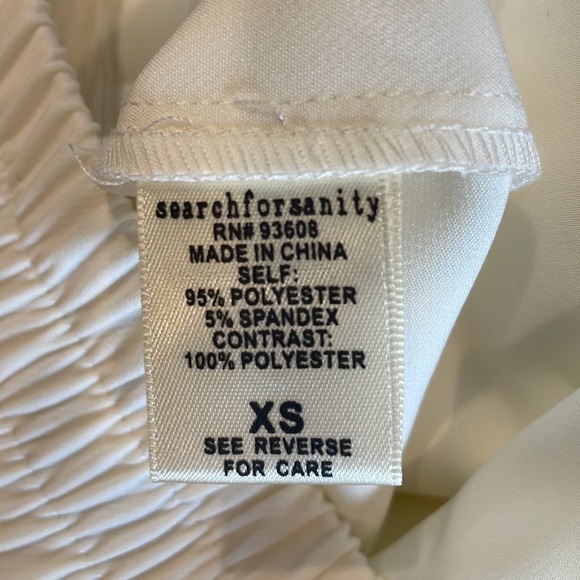 searchforsanity
RN# 93608
MADE IN CHINA
SELF:
95% POLYESTER
5% SPANDEX
CONTRAST:
100% POLYESTER
XS
SEE REVERSE
FOR CARE